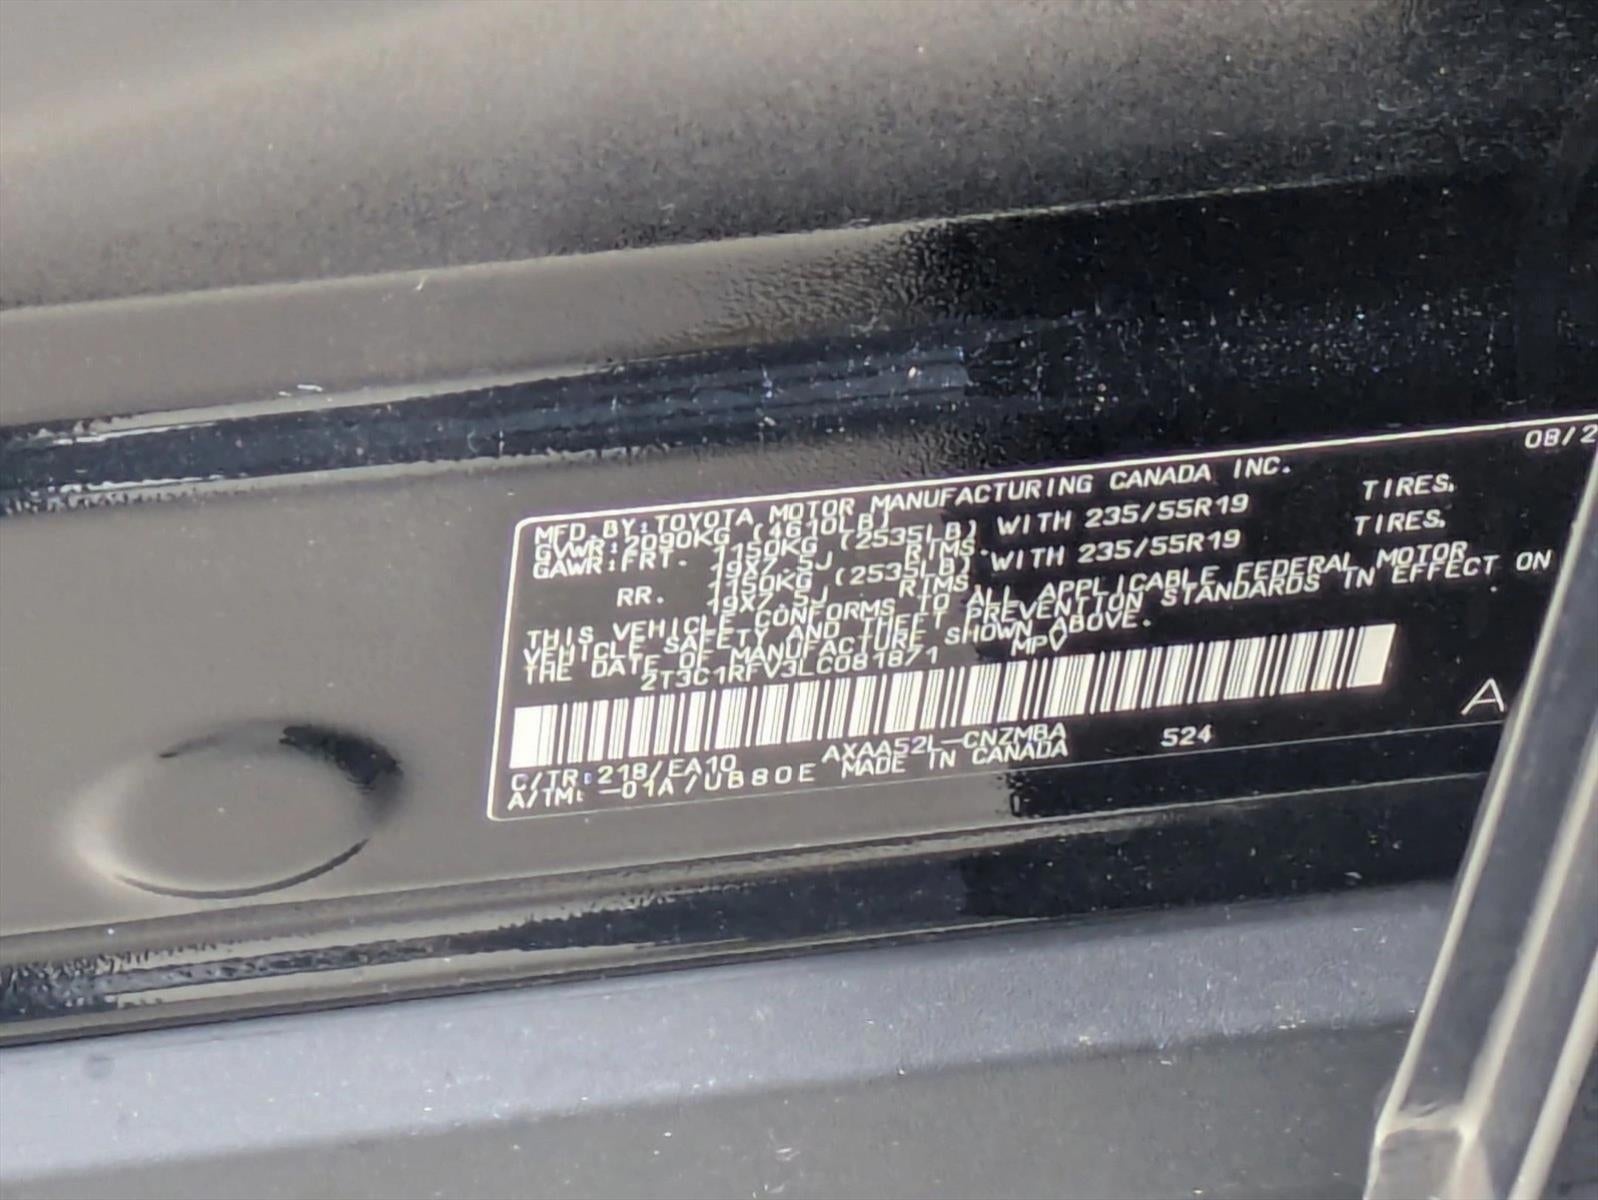 08/2
MFD. BY: TOYOTA MOTOR MANUFACTURING CANADA INC.
GVWR: 2090KG (4610LB)
GAWR: FRT. 1150KG (2535LB) WITH 235/55R19 TIRES,
19X7.5J RIMS.
RR. 1150KG (2535LB) WITH 235/55R19 TIRES,
19X7.5J RIMS
THIS VEHICLE CONFORMS TO ALL APPLICABLE FEDERAL MOTOR
VEHICLE SAFETY AND THEFT PREVENTION STANDARDS IN EFFECT ON
THE DATE OF MANUFACTURE SHOWN ABOVE.
2T3C1RFV3LC081871 MPV
C/TR: 218/EA10 AXAA52L-CNZMBA 524 A
A/TM: -01A/UB80E MADE IN CANADA